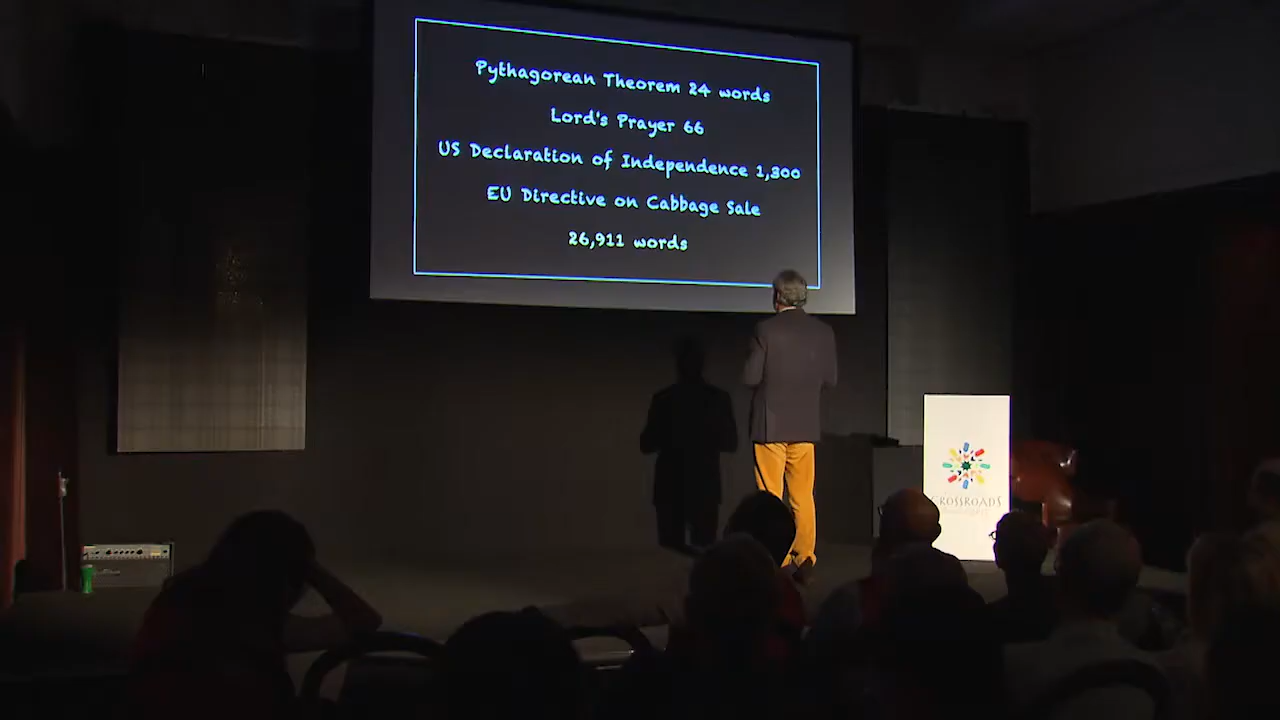 Pythagorean Theorem 24 words
Lord's Prayer 66
US Declaration of Independence 1,300
EU Directive on Cabbage Sale
26,911 words
CROSSROADS